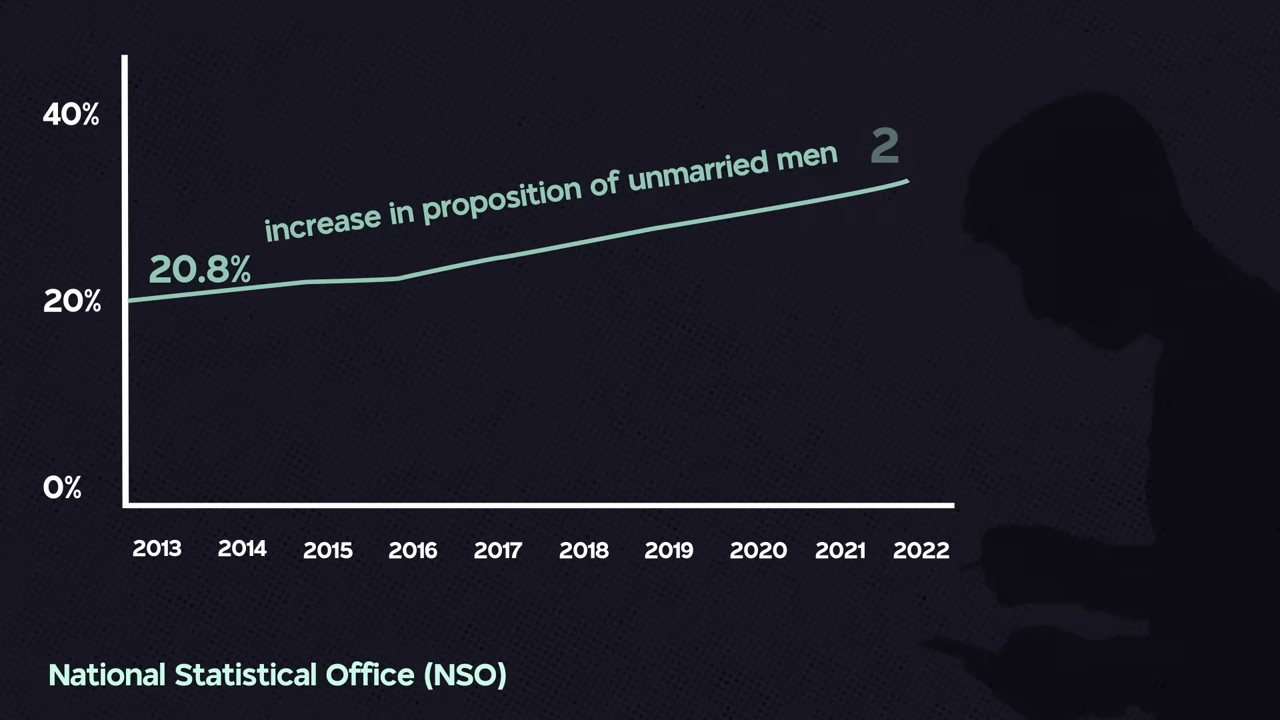 40%
increase in proposition of unmarried men 2
20.8%
20%
0%
2013 2014 2015 2016 2017 2018 2019 2020 2021 2022
National Statistical Office (NSO)